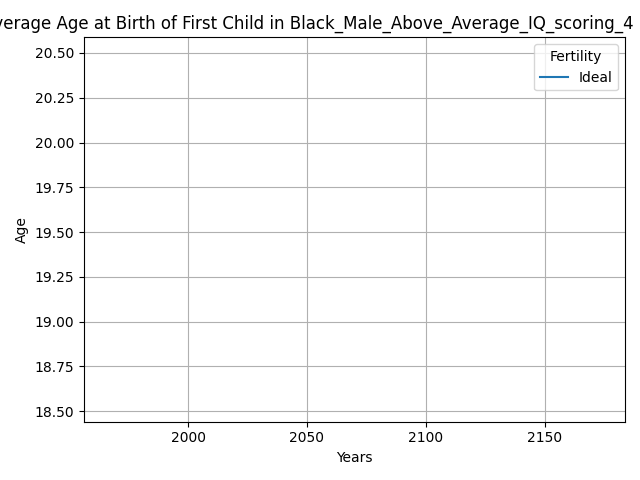 verage Age at Birth of First Child in Black_Male_Above_Average_IQ_scoring_4
20.50
20.25
20.00
19.75
19.50
19.25
19.00
18.75
18.50
Age
Fertility
Ideal
2000 2050 2100 2150
Years